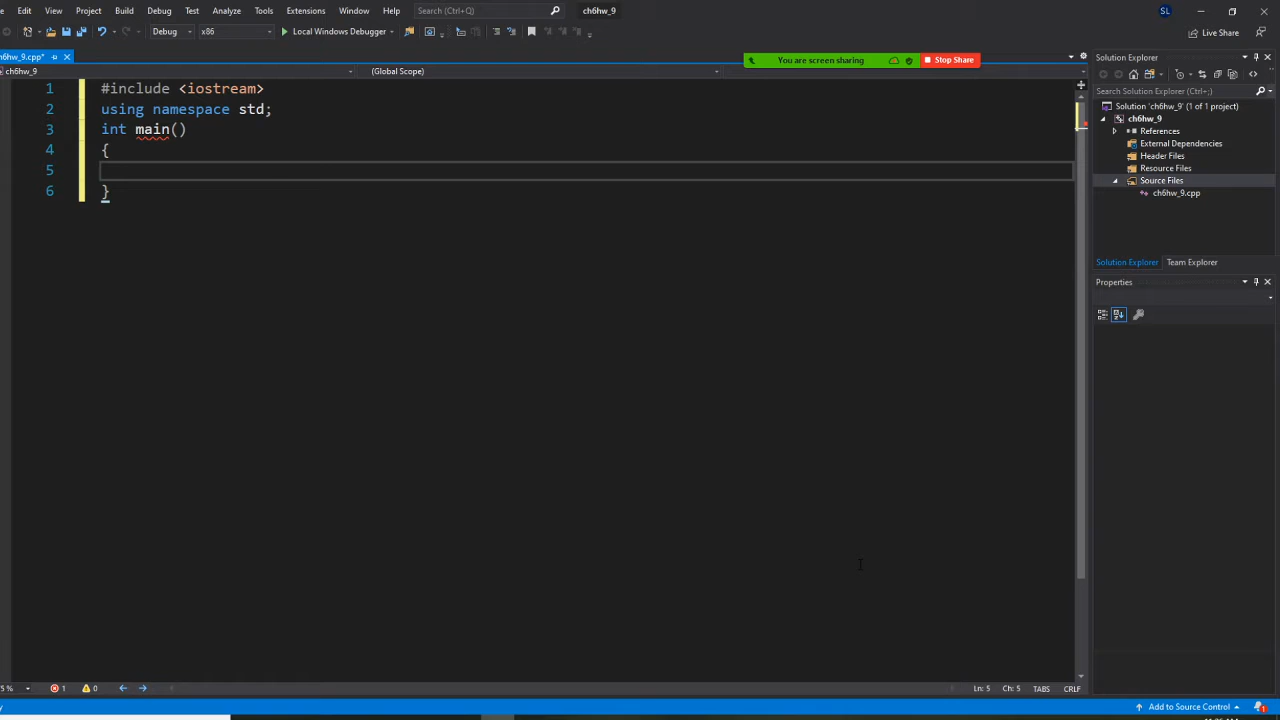 Edit View Project Build Debug Test Analyze Tools Extensions Window Help Search (Ctrl+Q) ch6hw_9 SL
Debug x86 Local Windows Debugger Live Share
h6hw_9.cpp* You are screen sharing Stop Share Solution Explorer
ch6hw_9 (Global Scope)
Search Solution Explorer (Ctrl+;)
Solution 'ch6hw_9' (1 of 1 project)
ch6hw_9
References
External Dependencies
Header Files
Resource Files
Source Files
ch6hw_9.cpp
Solution Explorer Team Explorer
Properties
1 #include <iostream>
2 using namespace std;
3 int main()
4 {
5
6 }
5 % 1 0 Ln: 5 Ch: 5 TABS CRLF
Add to Source Control 1